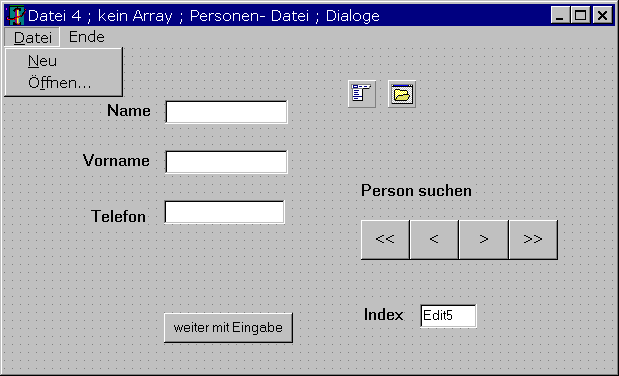 Datei 4 ; kein Array ; Personen- Datei ; Dialoge
Datei Ende
Neu
Öffnen...
Name
Vorname
Telefon
Person suchen
<< < > >>
weiter mit Eingabe
Index Edit5